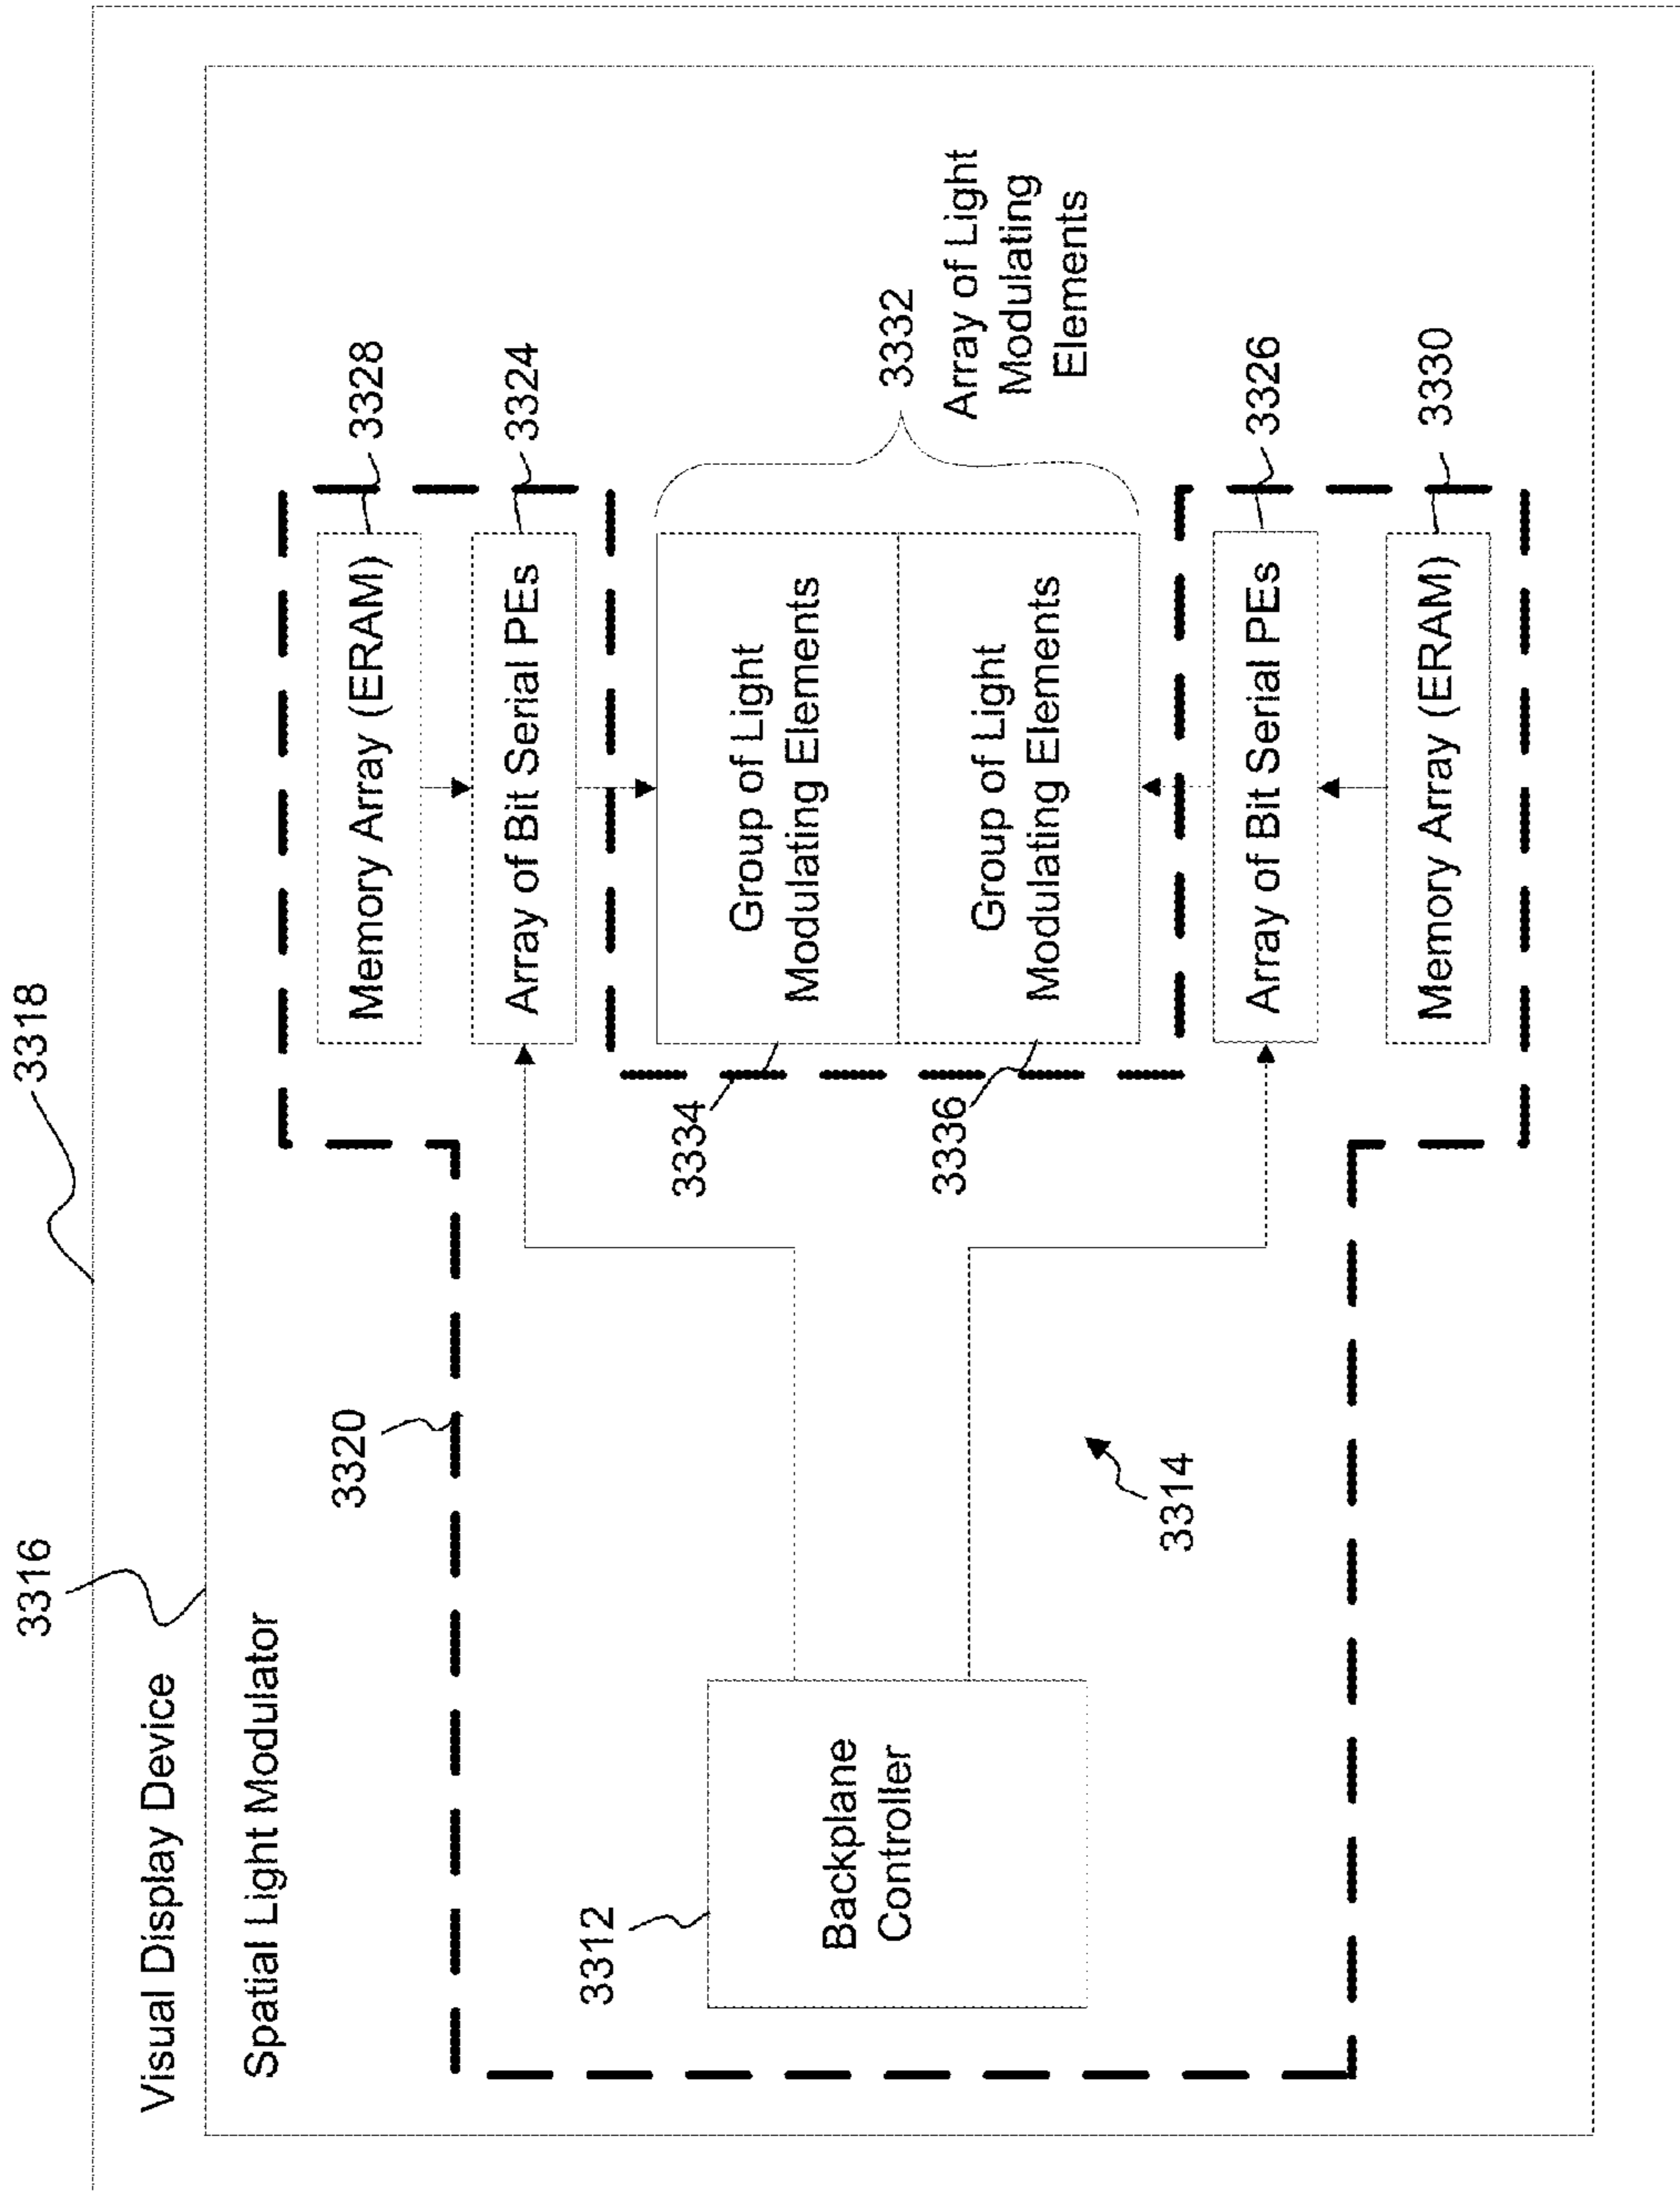 3316
3318
Visual Display Device
Spatial Light Modulator
3320
Memory Array (ERAM)
3328
Array of Bit Serial PEs
3324
3312
Backplane
Controller
3334
Group of Light
Modulating Elements
3336
Group of Light
Modulating Elements
3332
Array of Light
Modulating
Elements
3314
Array of Bit Serial PEs
3326
Memory Array (ERAM)
3330